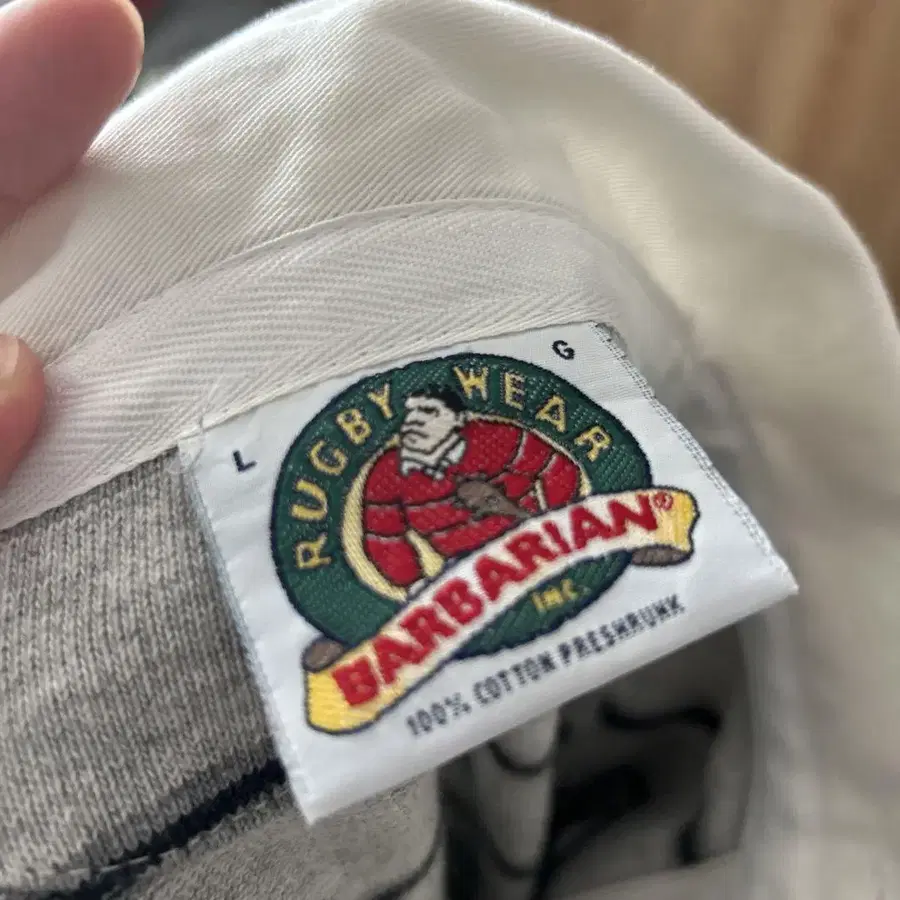 L
G
RUGBY WEAR
BARBARIAN®
INC.
100% COTTON PRESHRUNK